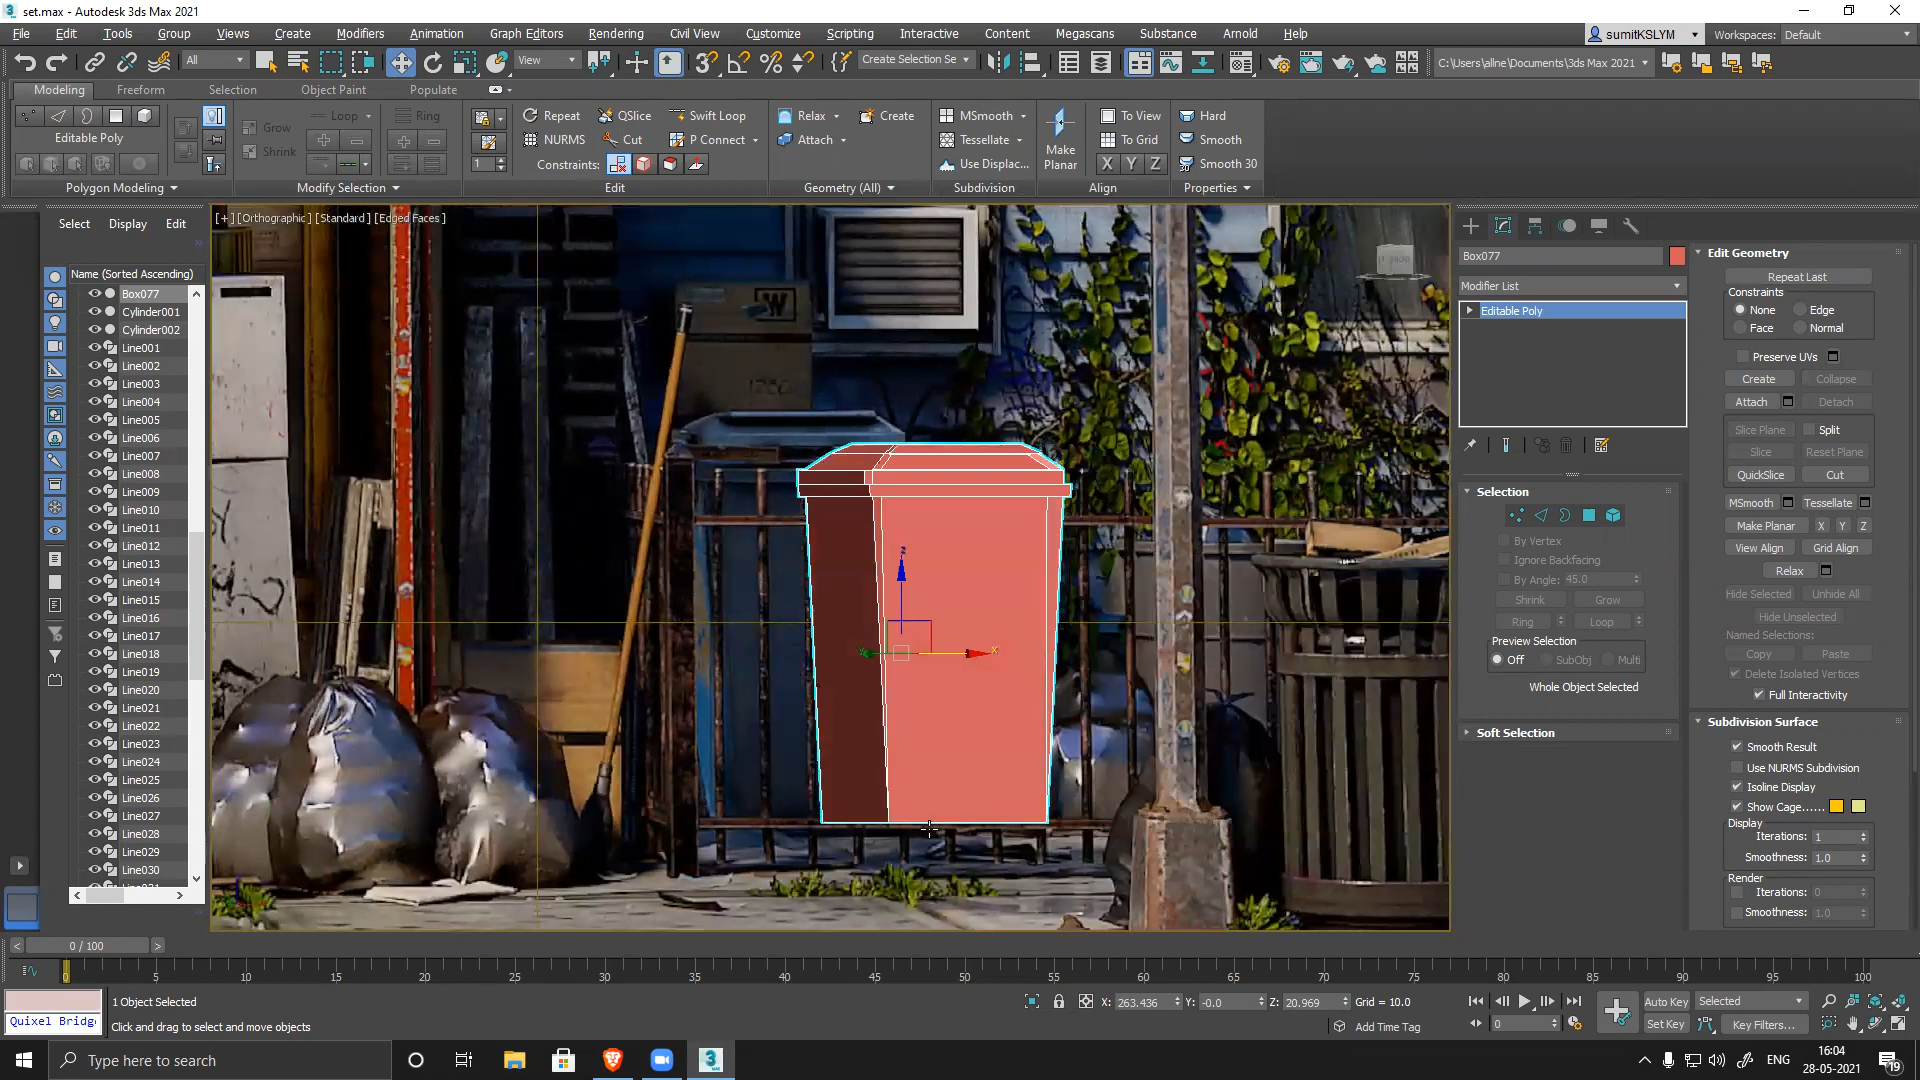 set.max - Autodesk 3ds Max 2021
File Edit Tools Group Views Create Modifiers Animation Graph Editors Rendering Civil View Customize Scripting Interactive Content Megascans Substance Arnold Help
sumitKSLYM Workspaces: Default
All View Create Selection Se C:\Users\allne\Documents\3ds Max 2021
Modeling Freeform Selection Object Paint Populate
Grow Loop Ring Repeat QSlice Swift Loop Relax Create MSmooth To View Hard
Editable Poly Shrink NURMS Cut P Connect Attach Tessellate Make Planar To Grid Smooth
1 Constraints: Use Displac... X Y Z Smooth 30
Polygon Modeling Modify Selection Edit Geometry (All) Subdivision Align Properties
Select Display Edit
Name (Sorted Ascending)
Box077
Cylinder001
Cylinder002
Line001
Line002
Line003
Line004
Line005
Line006
Line007
Line008
Line009
Line010
Line011
Line012
Line013
Line014
Line015
Line016
Line017
Line018
Line019
Line020
Line021
Line022
Line023
Line024
Line025
Line026
Line027
Line028
Line029
Line030
[+] [Orthographic] [Standard] [Edged Faces]
W
z
x
Box077
Modifier List
Editable Poly
Selection
By Vertex
Ignore Backfacing
By Angle: 45.0
Shrink Grow
Ring Loop
Preview Selection
Off SubObj Multi
Whole Object Selected
Soft Selection
Edit Geometry
Repeat Last
Constraints
None Edge
Face Normal
Preserve UVs
Create Collapse
Attach Detach
Slice Plane Split
Slice Reset Plane
QuickSlice Cut
MSmooth Tessellate
Make Planar X Y Z
View Align Grid Align
Relax
Hide Selected Unhide All
Hide Unselected
Named Selections:
Copy Paste
Delete Isolated Vertices
Full Interactivity
Subdivision Surface
Smooth Result
Use NURMS Subdivision
Isoline Display
Show Cage......
Display
Iterations: 1
Smoothness: 1.0
Render
Iterations: 0
Smoothness: 1.0
< 0 / 100 >
0 5 10 15 20 25 30 35 40 45 50 55 60 65 70 75 80 85 90 95 100
1 Object Selected X: 263.436 Y: -0.0 Z: 20.969 Grid = 10.0 Auto Key Selected
Quixel Bridg Click and drag to select and move objects Add Time Tag 0 Set Key Key Filters...
Type here to search
ENG
16:04
28-05-2021
19